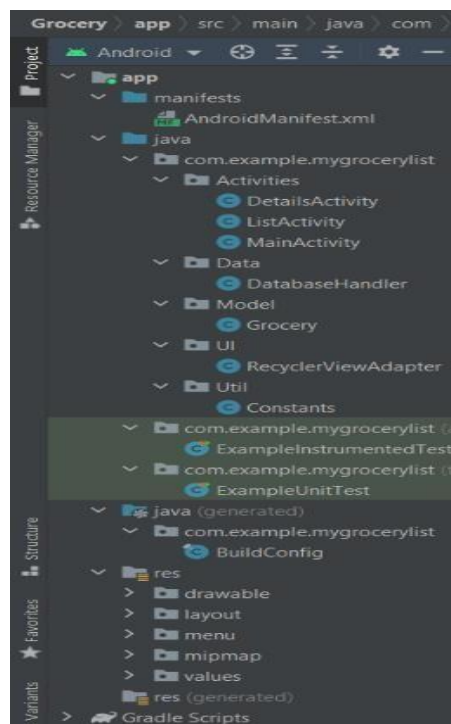 Grocery > app > src > main > java > com >
Android
app
manifests
AndroidManifest.xml
java
com.example.mygrocerylist
Activities
DetailsActivity
ListActivity
MainActivity
Data
DatabaseHandler
Model
Grocery
UI
RecyclerViewAdapter
Util
Constants
com.example.mygrocerylist
ExampleInstrumentedTest
com.example.mygrocerylist
ExampleUnitTest
java (generated)
com.example.mygrocerylist
BuildConfig
res
drawable
layout
menu
mipmap
values
res (generated)
Gradle Scripts
Project
Resource Manager
Structure
Favorites
Variants